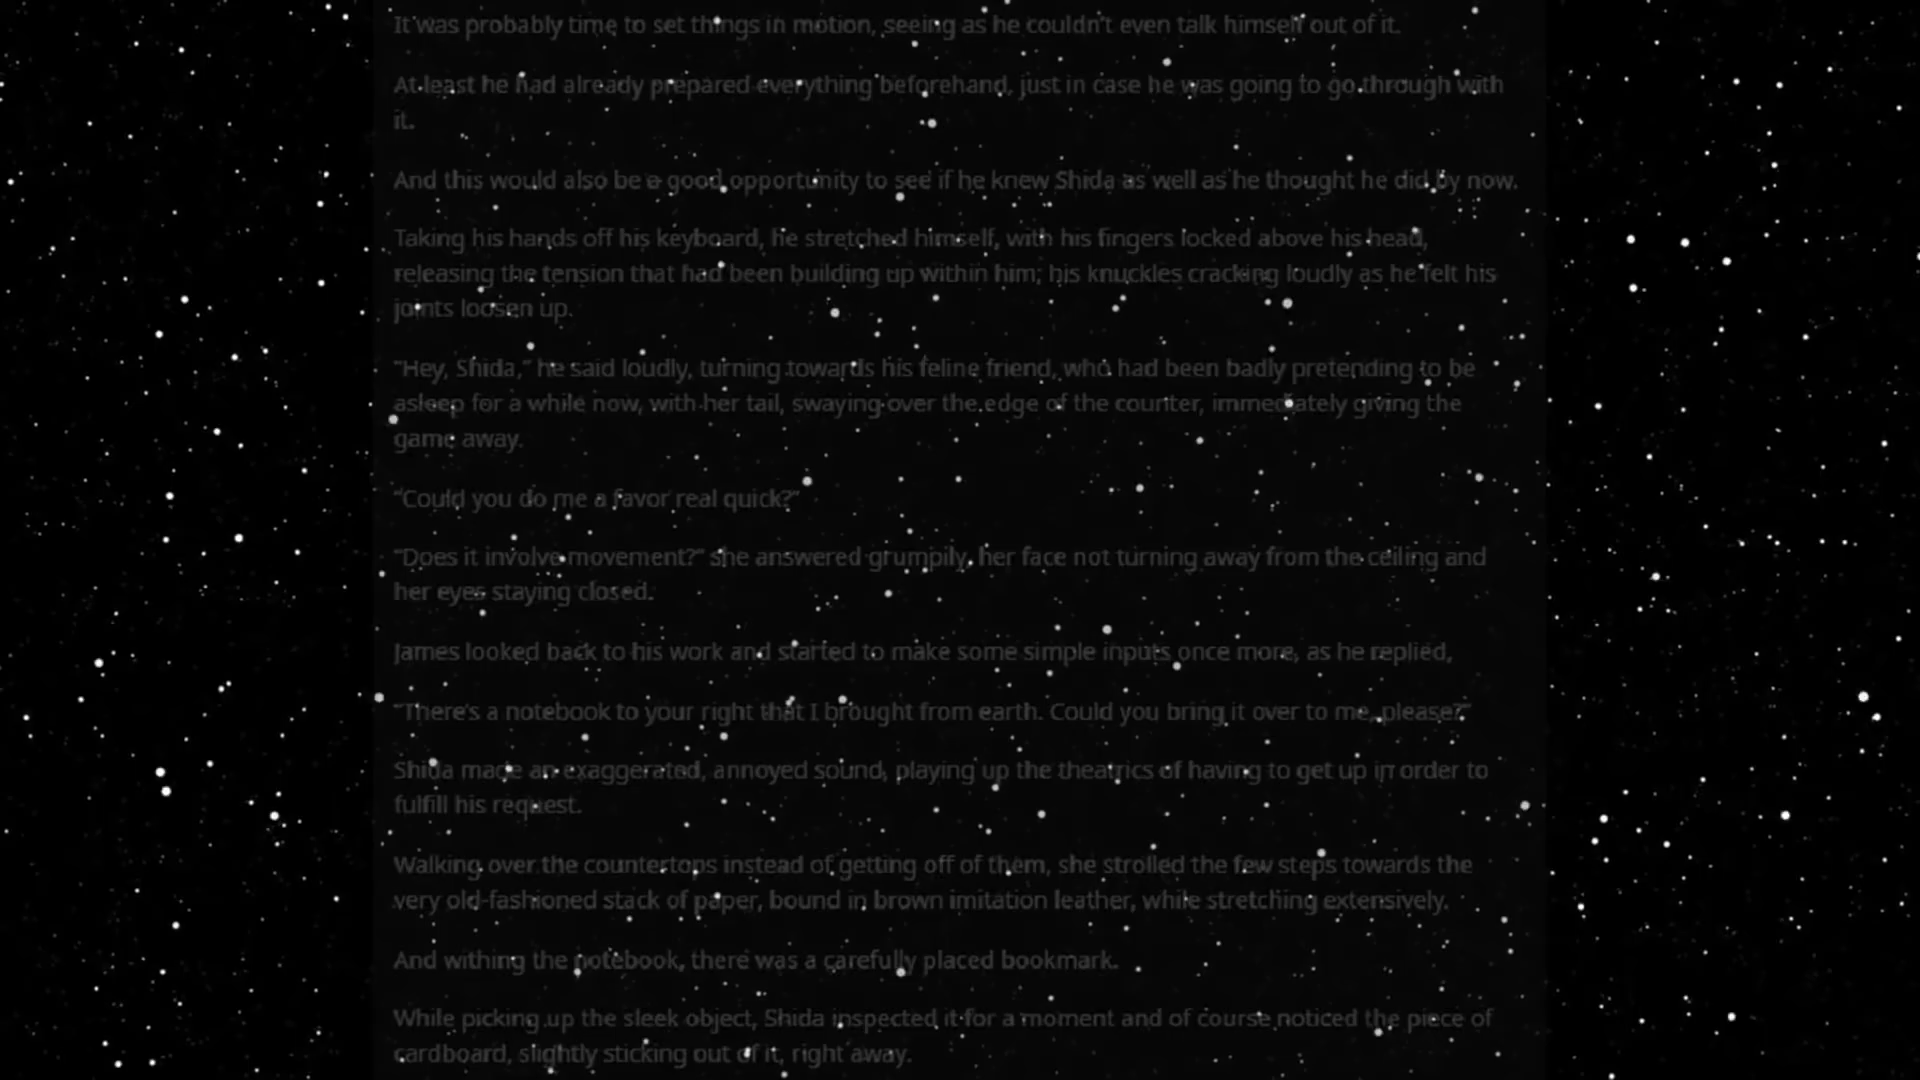 It was probably time to set things in motion, seeing as he couldn't even talk himself out of it.
At least he had already prepared everything beforehand, just in case he was going to go through with
it.
And this would also be a good opportunity to see if he knew Shida as well as he thought he did by now.
Taking his hands off his keyboard, he stretched himself, with his fingers locked above his head,
releasing the tension that had been building up within him; his knuckles cracking loudly as he felt his
joints loosen up.
“Hey, Shida,” he said loudly, turning towards his feline friend, who had been badly pretending to be
asleep for a while now, with her tail, swaying over the edge of the counter, immediately giving the
game away.
“Could you do me a favor real quick?”
“Does it involve movement?” she answered grumpily, her face not turning away from the ceiling and
her eyes staying closed.
James looked back to his work and started to make some simple inputs once more, as he replied,
“There's a notebook to your right that I brought from earth. Could you bring it over to me, please?”
Shida made an exaggerated, annoyed sound, playing up the theatrics of having to get up in order to
fulfill his request.
Walking over the countertops instead of getting off of them, she strolled the few steps towards the
very old-fashioned stack of paper, bound in brown imitation leather, while stretching extensively.
And withing the notebook, there was a carefully placed bookmark.
While picking up the sleek object, Shida inspected it for a moment and of course noticed the piece of
cardboard, slightly sticking out of it, right away.